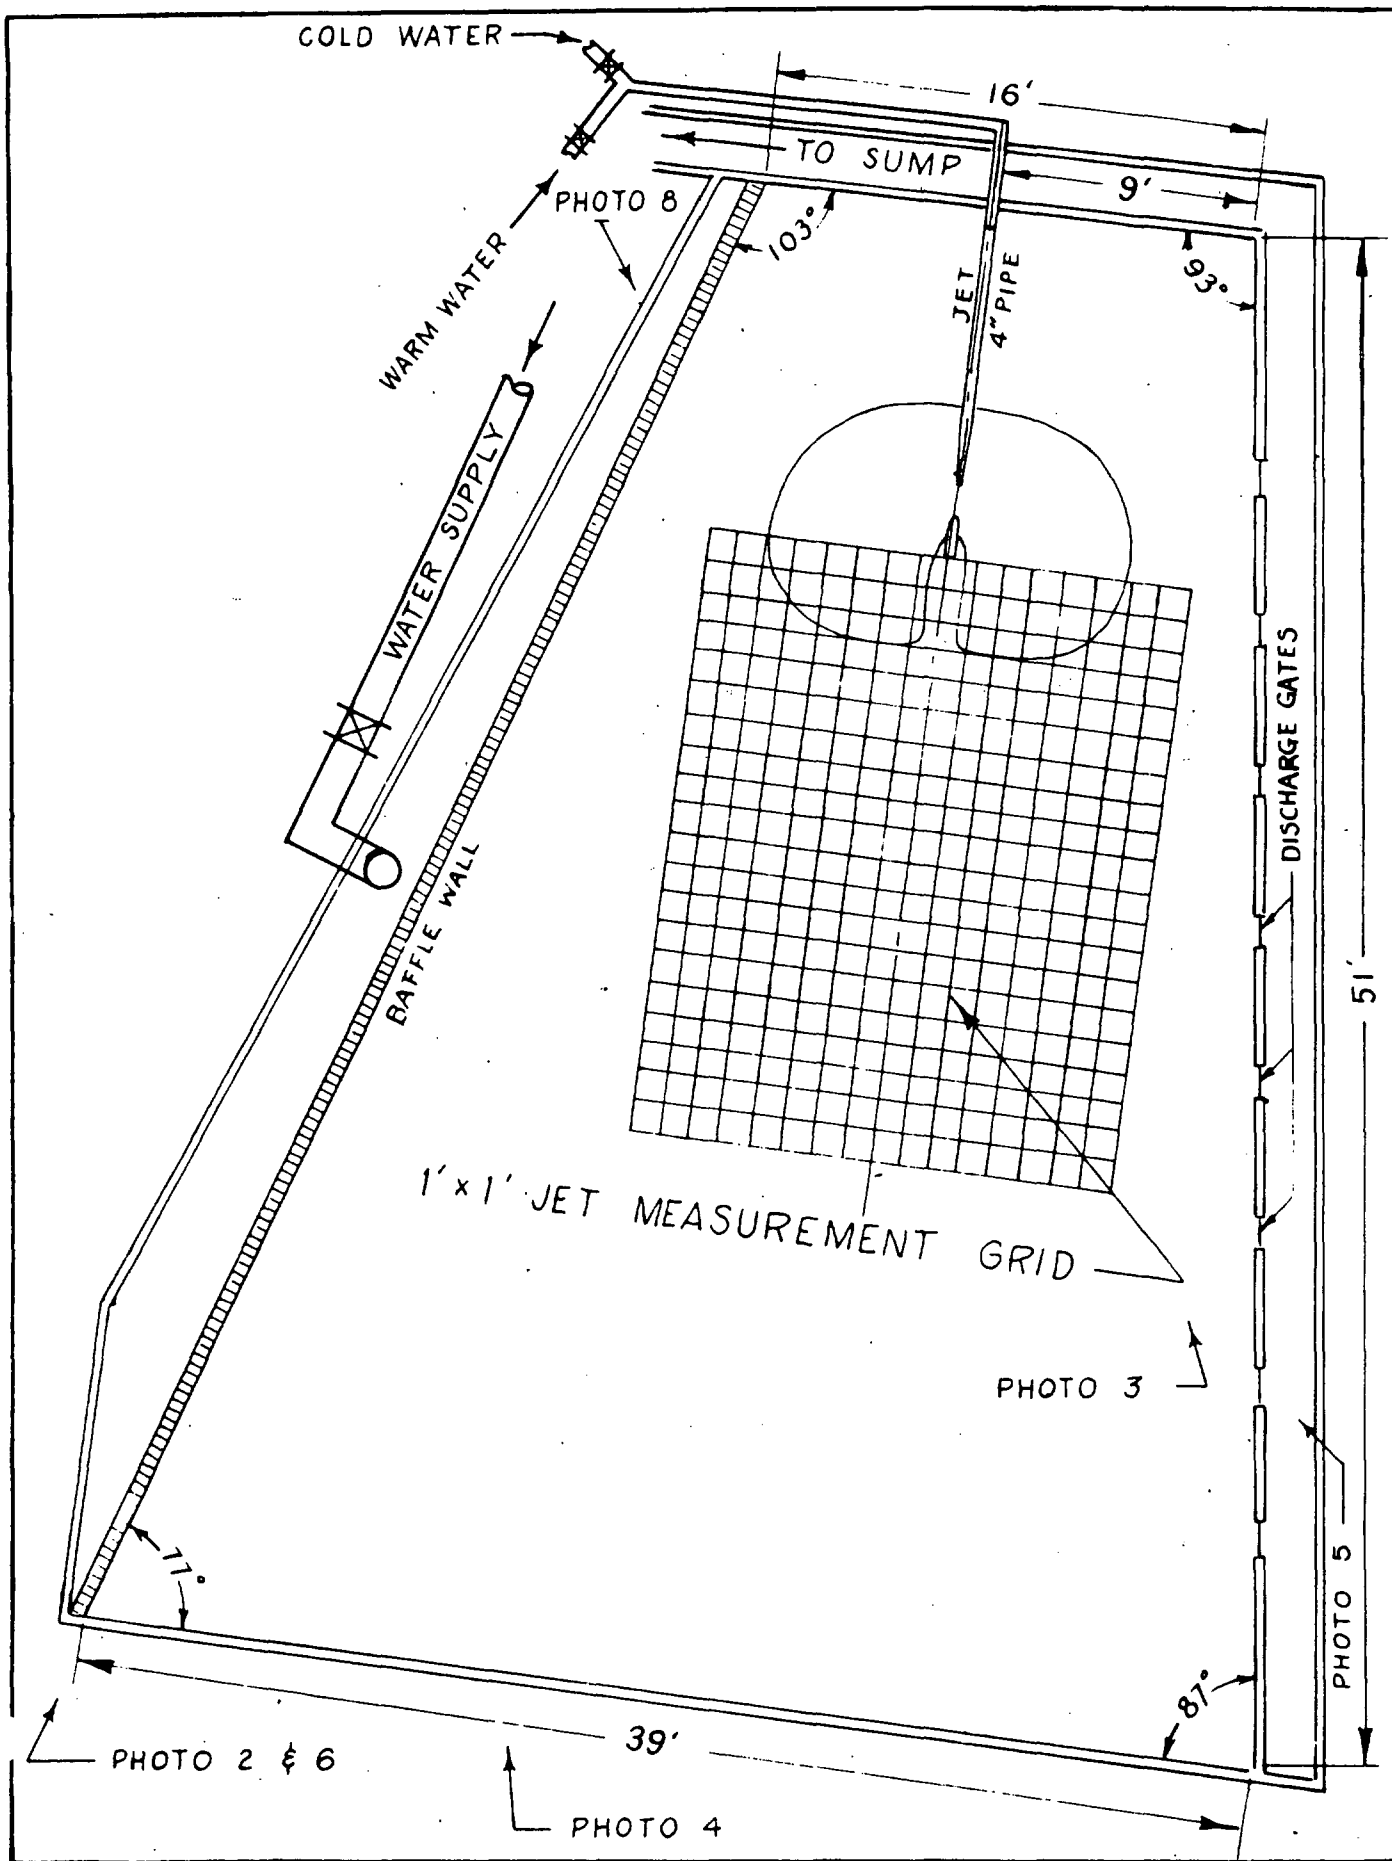 COLD WATER
16'
TO SUMP
9'
PHOTO 8
103°
93°
WARM WATER
JET
4" PIPE
WATER SUPPLY
DISCHARGE GATES
BAFFLE WALL
51'
1' x 1' JET MEASUREMENT GRID
PHOTO 3
77°
PHOTO 5
87°
39'
PHOTO 2 & 6
PHOTO 4